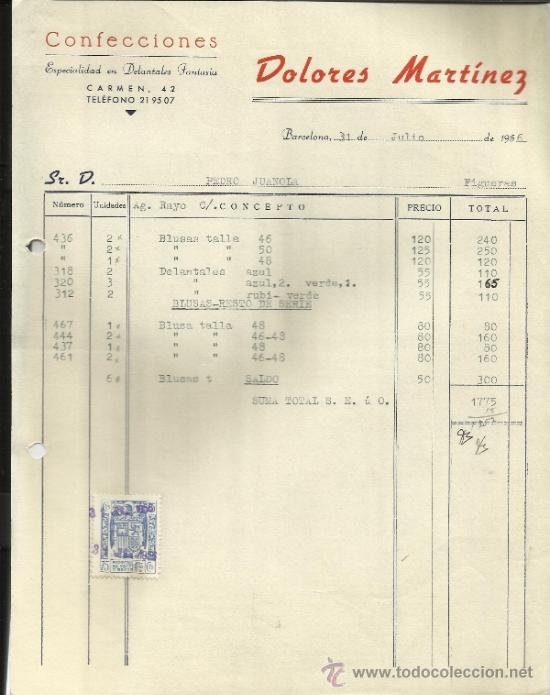 Confecciones
Especialidad en Delantales Fantasía
CARMEN, 42
TELÉFONO 21 95 07
Dolores Martínez
Barcelona, 31 de Julio de 1956
Sr. D. PEDRO JUANOLA Figueras
Número Unidades Ag. Rayo C/. CONCEPTO PRECIO TOTAL
436 2 Blusas talla 46 120 240
" 2 " " 50 125 250
" 1 " " 48 120 120
318 2 Delantales azul 55 110
320 3 " azul,2. verde,1. 55 165
312 2 " rubi-verde 55 110
BLUSAS-RESTO DE SERIE
467 1 Blusa talla 48 80 80
444 2 " " 46-48 80 160
437 1 " " 48 80 80
461 2 " " 46-48 80 160
6 Blusas t SALDO 50 300
SUMA TOTAL S. E. ú O. 1775
www.todocoleccion.net